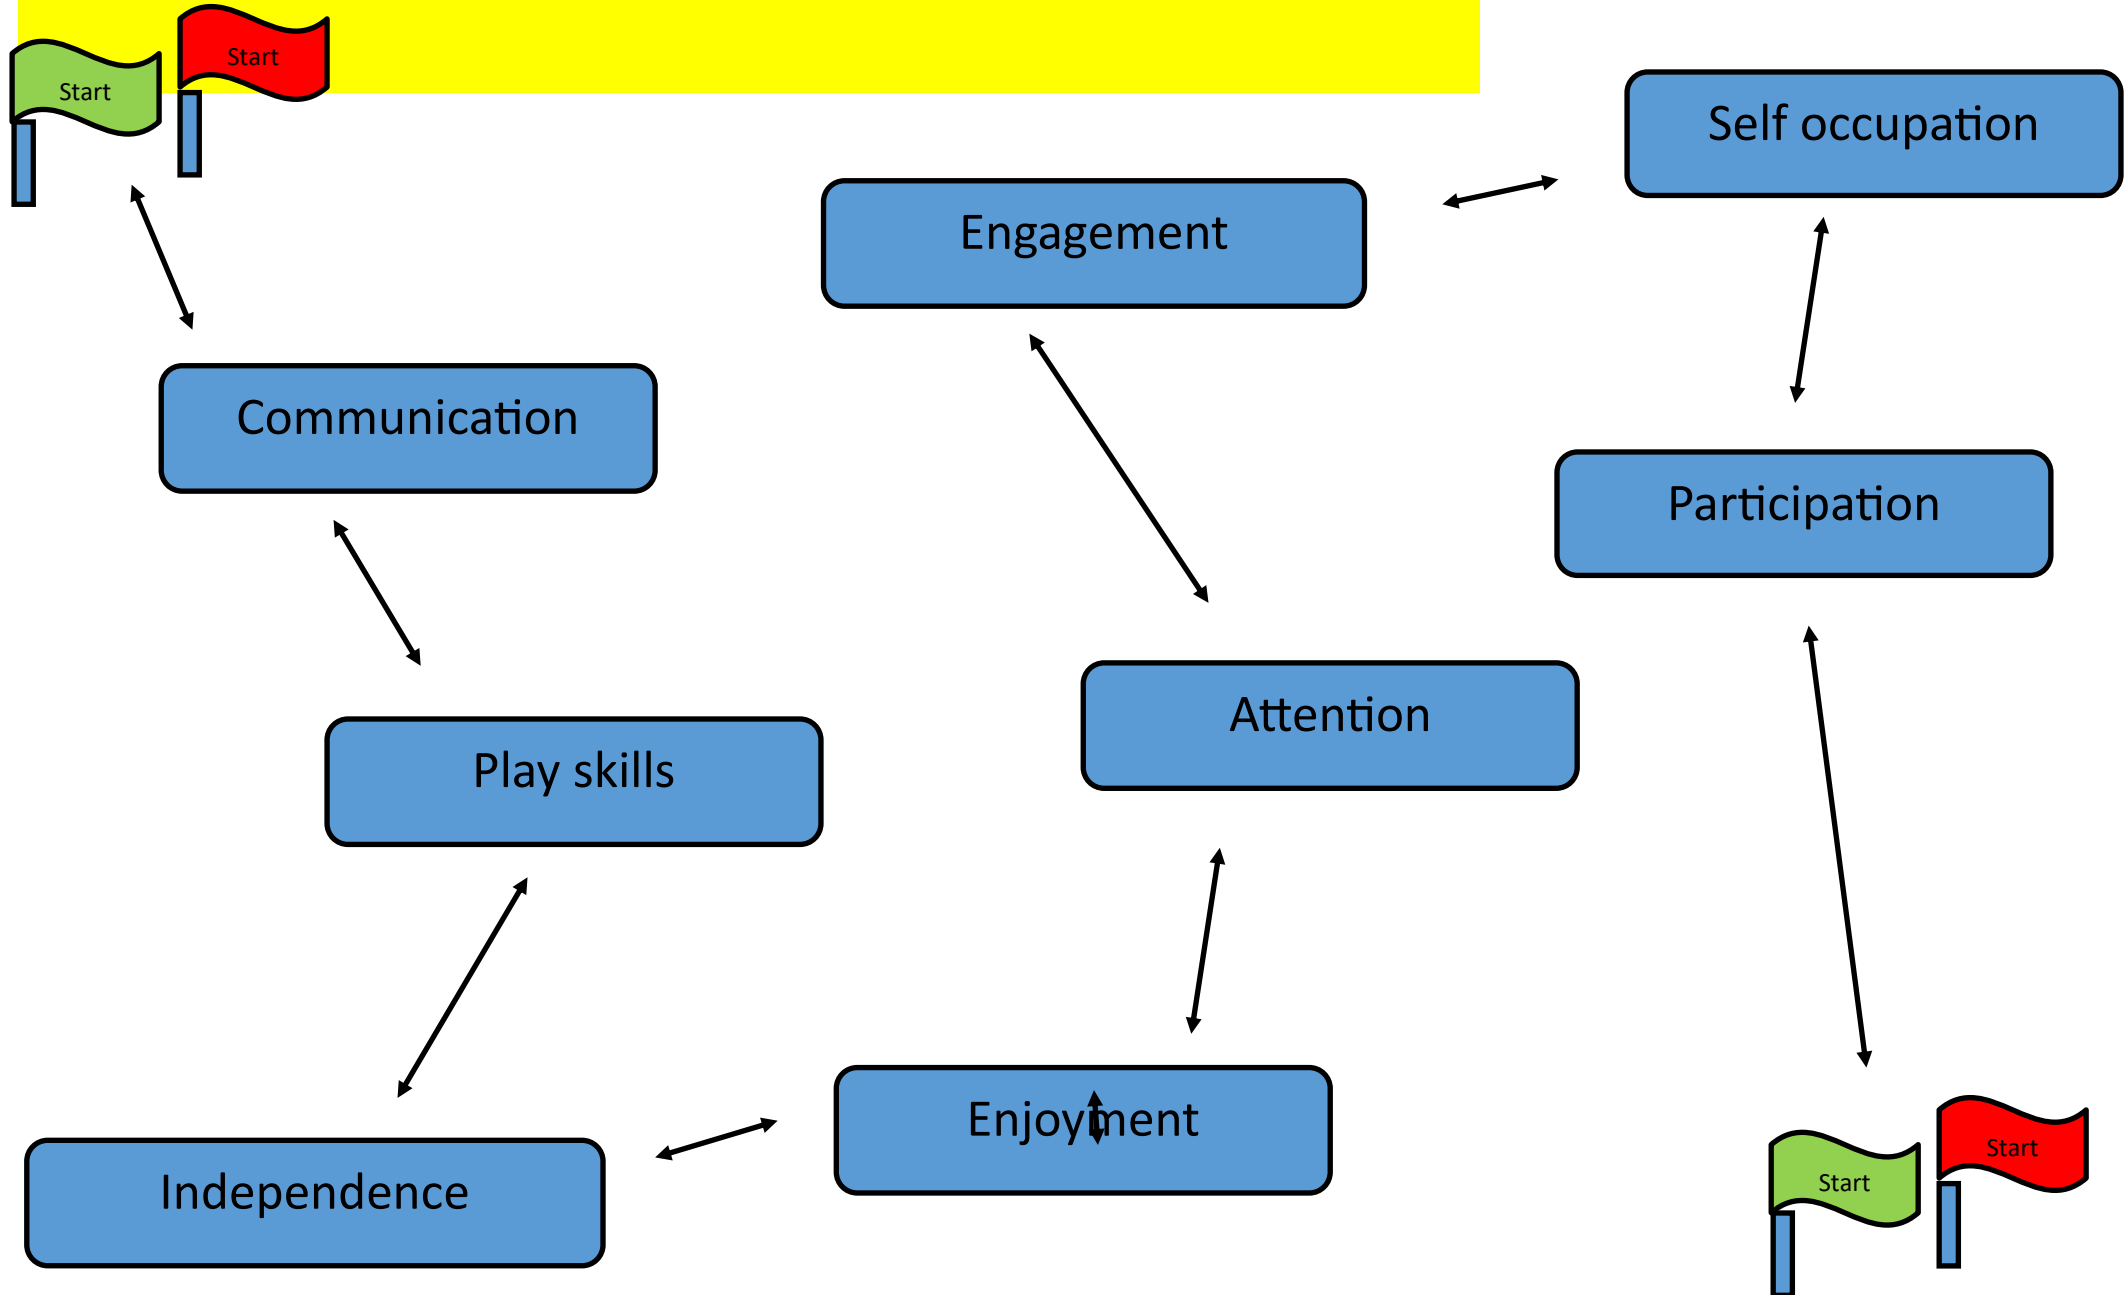 Start
Start
Self occupation
Engagement
Communication
Participation
Attention
Play skills
Enjoyment
Independence
Start
Start